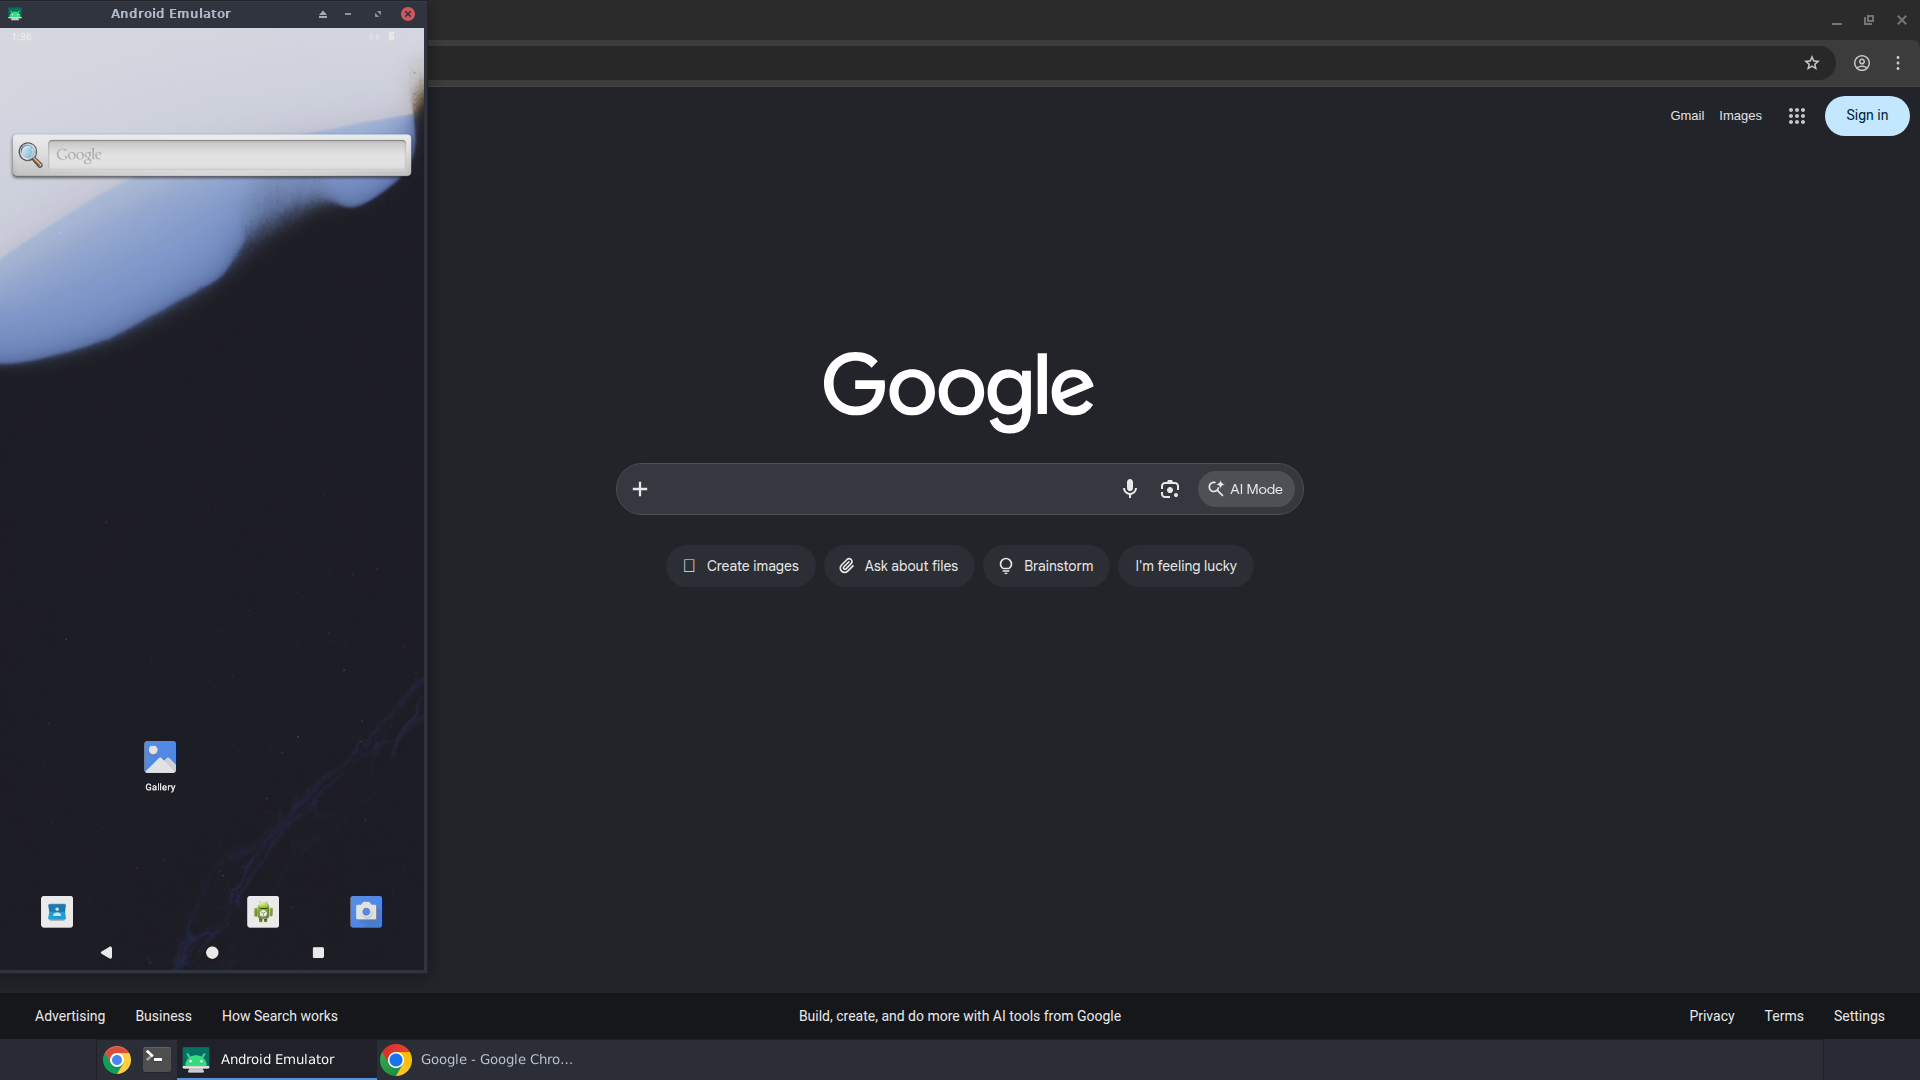 Android Emulator
1:36
Google
Gallery
Gmail Images Sign in
Google
AI Mode
Create images Ask about files Brainstorm I'm feeling lucky
Advertising Business How Search works Build, create, and do more with AI tools from Google Privacy Terms Settings
Android Emulator Google - Google Chro...